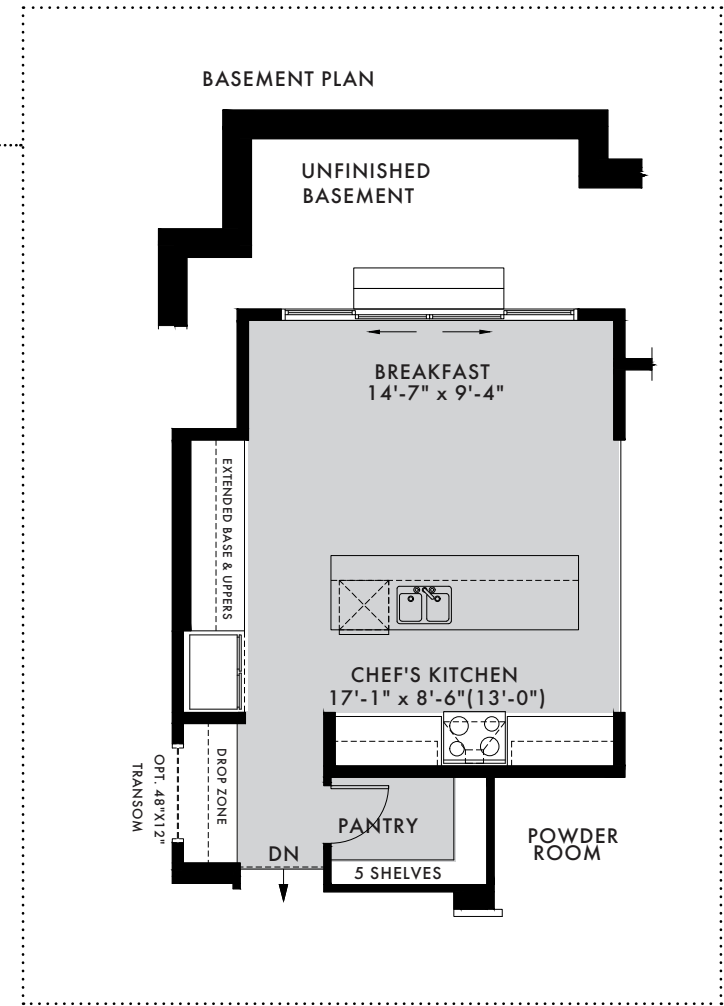 BASEMENT PLAN
UNFINISHED
BASEMENT
BREAKFAST
14'-7" x 9'-4"
EXTENDED BASE & UPPERS
CHEF'S KITCHEN
17'-1" x 8'-6"(13'-0")
DROP ZONE
OPT. 48"X12"
TRANSOM
PANTRY
POWDER
ROOM
DN
5 SHELVES